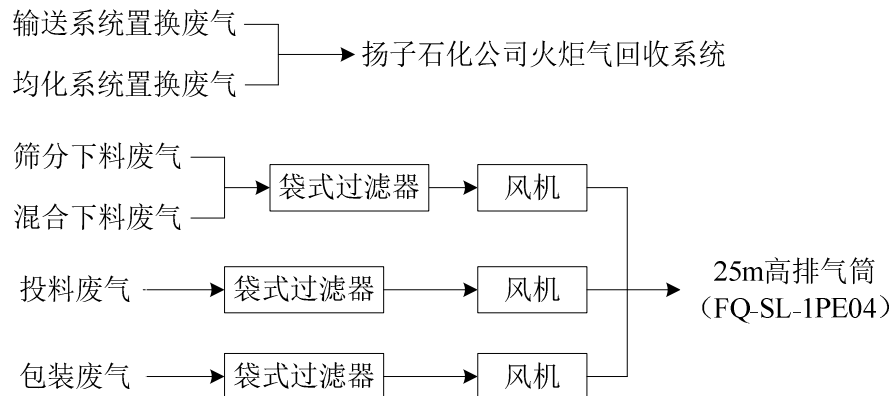 输送系统置换废气
均化系统置换废气
扬子石化公司火炬气回收系统
筛分下料废气
混合下料废气
袋式过滤器
风机
投料废气
袋式过滤器
风机
25m高排气筒
（FQ-SL-1PE04）
包装废气
袋式过滤器
风机